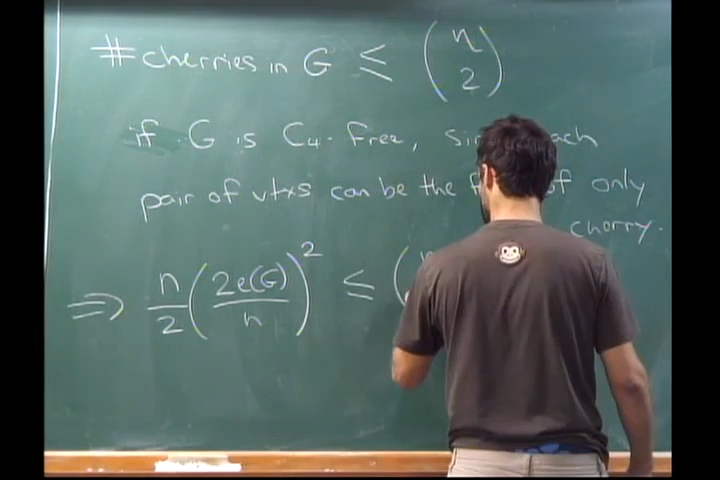 # cherries in G ≤ (n 2)
if G is C4-free, since each
pair of vtxs can be the of only
cherry.
⇒ n/2 (2e(G)/n)^2 ≤